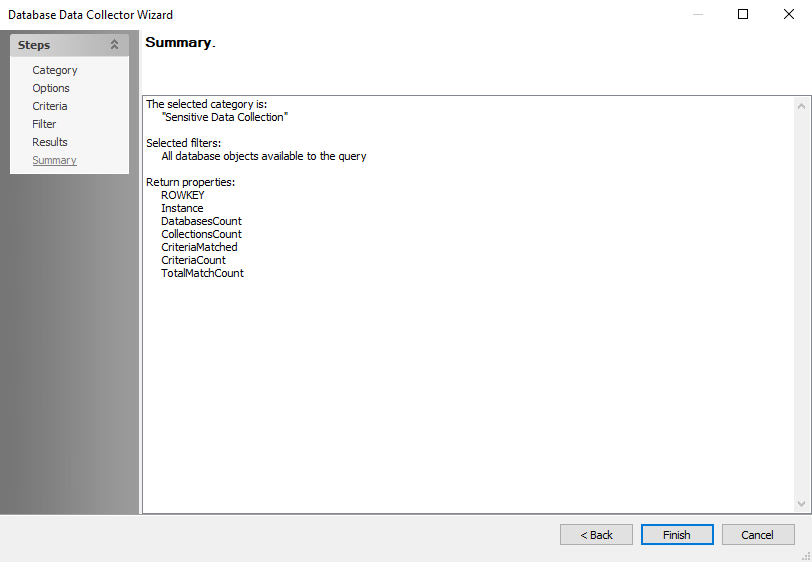 Database Data Collector Wizard
Steps
Category
Options
Criteria
Filter
Results
Summary
Summary.
The selected category is:
"Sensitive Data Collection"
Selected filters:
All database objects available to the query
Return properties:
ROWKEY
Instance
DatabasesCount
CollectionsCount
CriteriaMatched
CriteriaCount
TotalMatchCount
< Back
Finish
Cancel